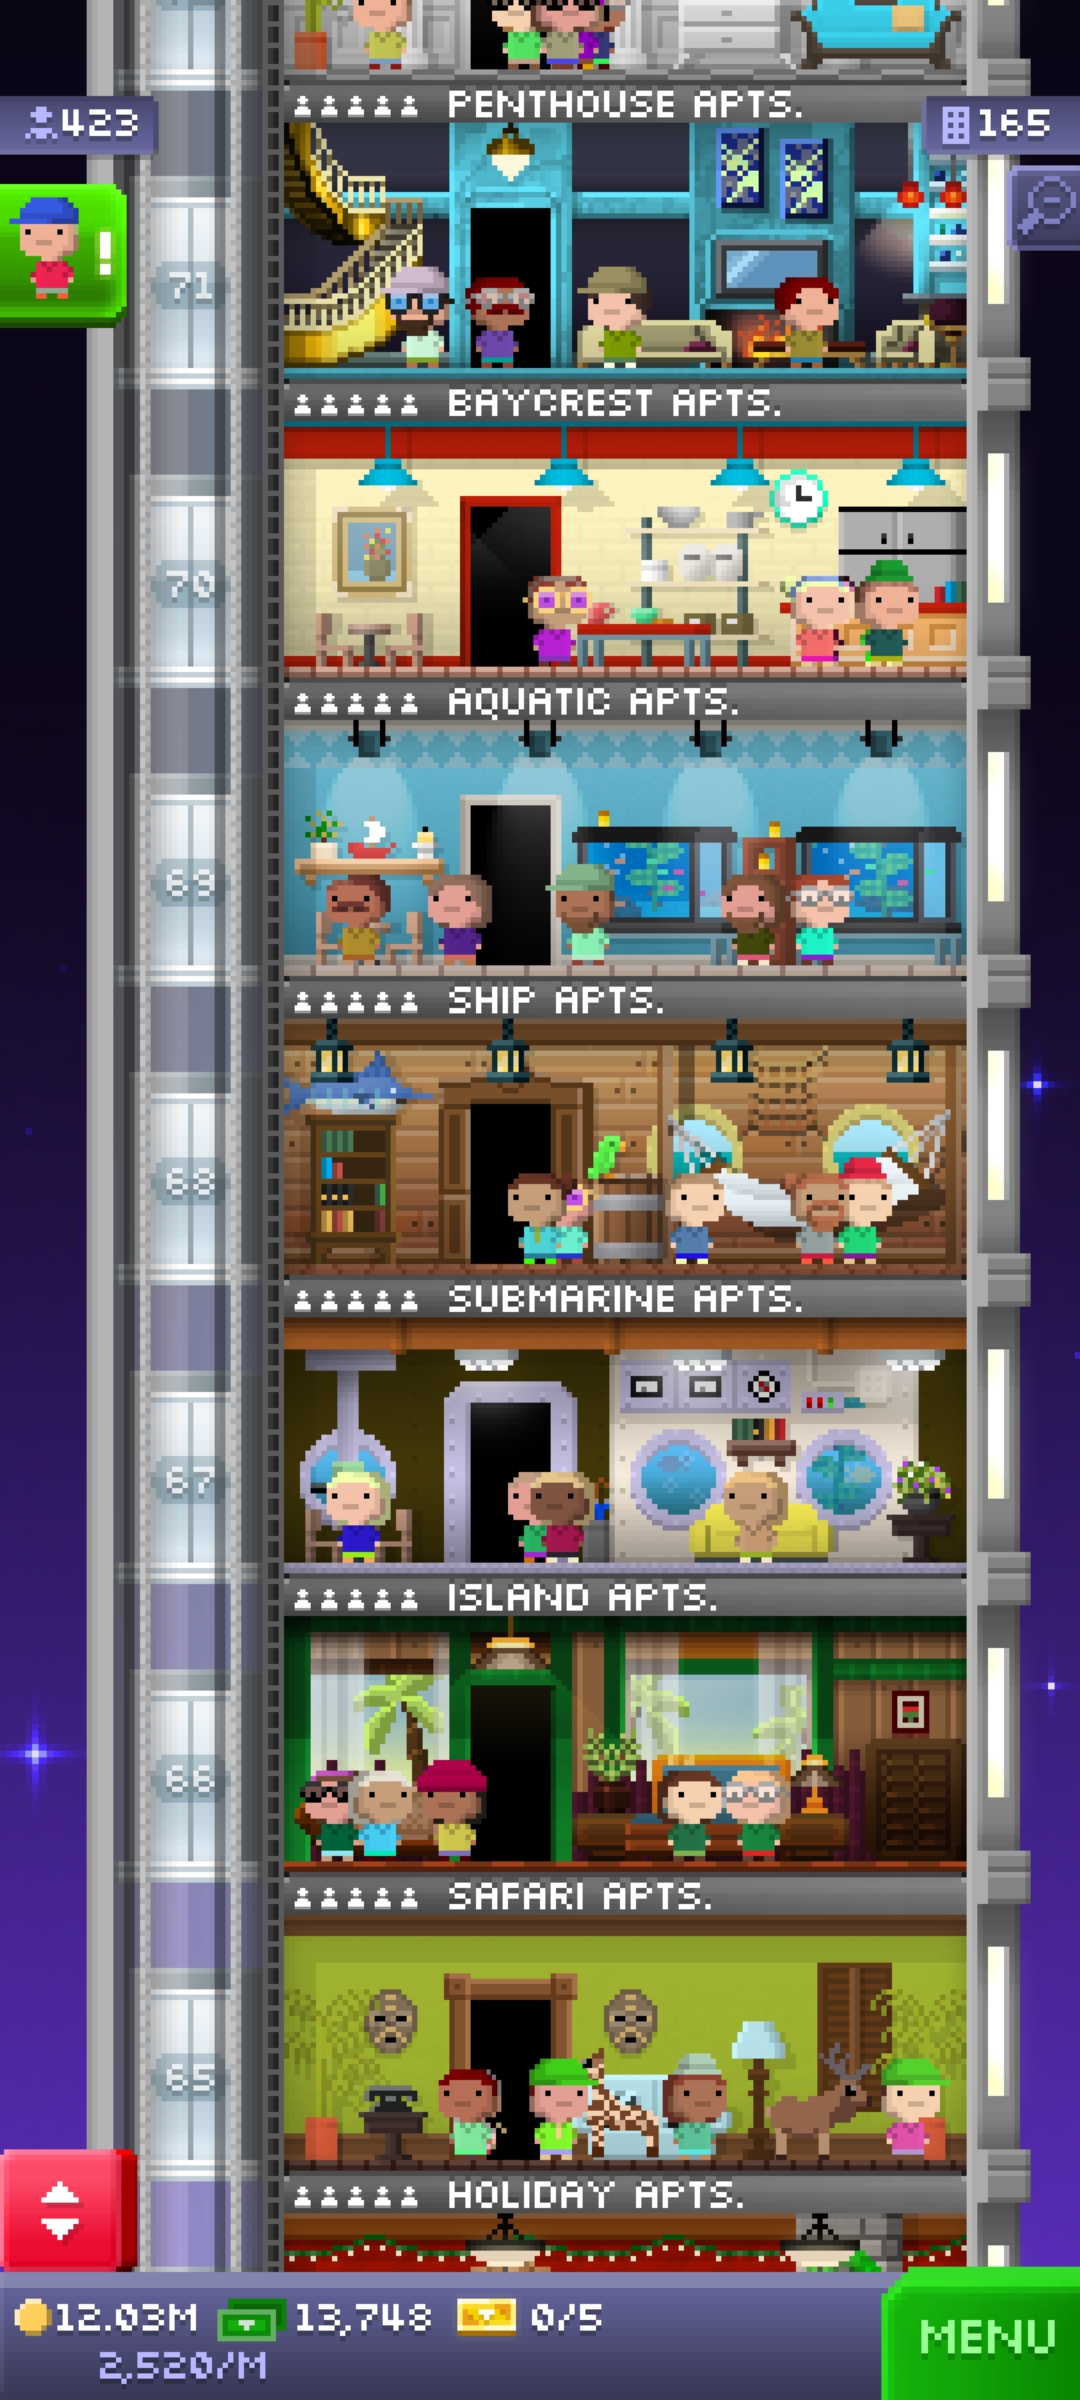 PENTHOUSE APTS.
423
165
!
71
BAYCREST APTS.
70
AQUATIC APTS.
69
SHIP APTS.
68
SUBMARINE APTS.
67
ISLAND APTS.
66
SAFARI APTS.
65
HOLIDAY APTS.
12.03M 13,748 0/5
2,520/M
MENU